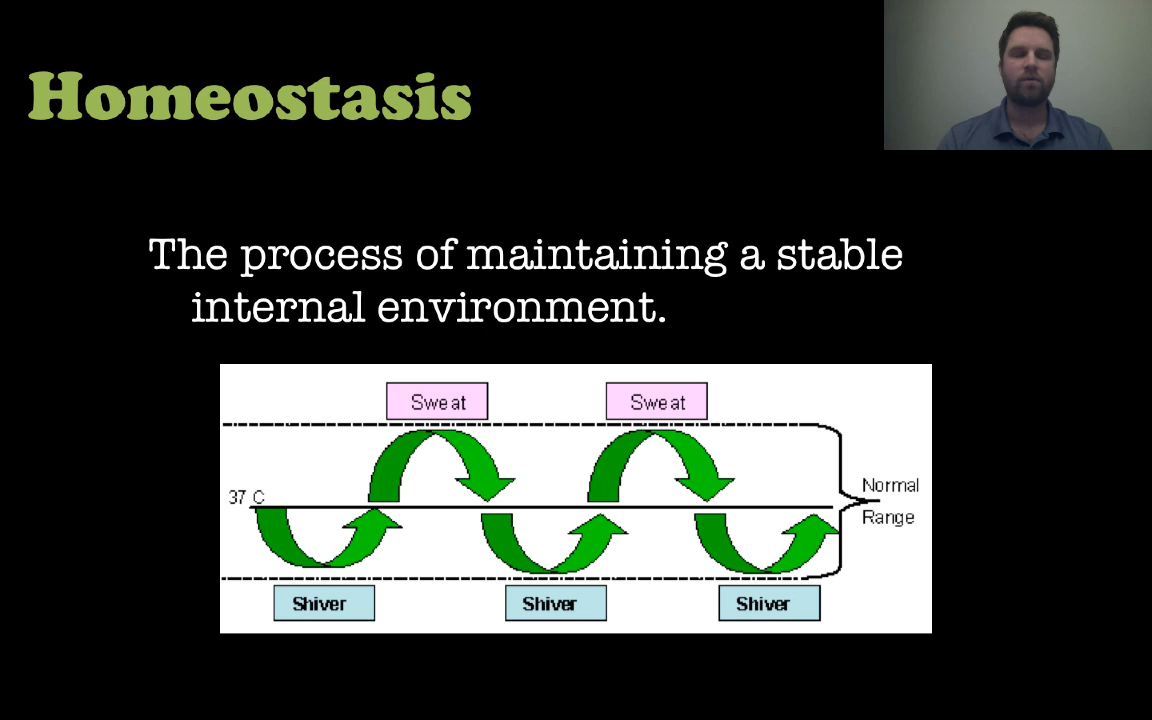 Homeostasis
The process of maintaining a stable
internal environment.
Sweat
Sweat
37 C
Normal
Range
Shiver
Shiver
Shiver